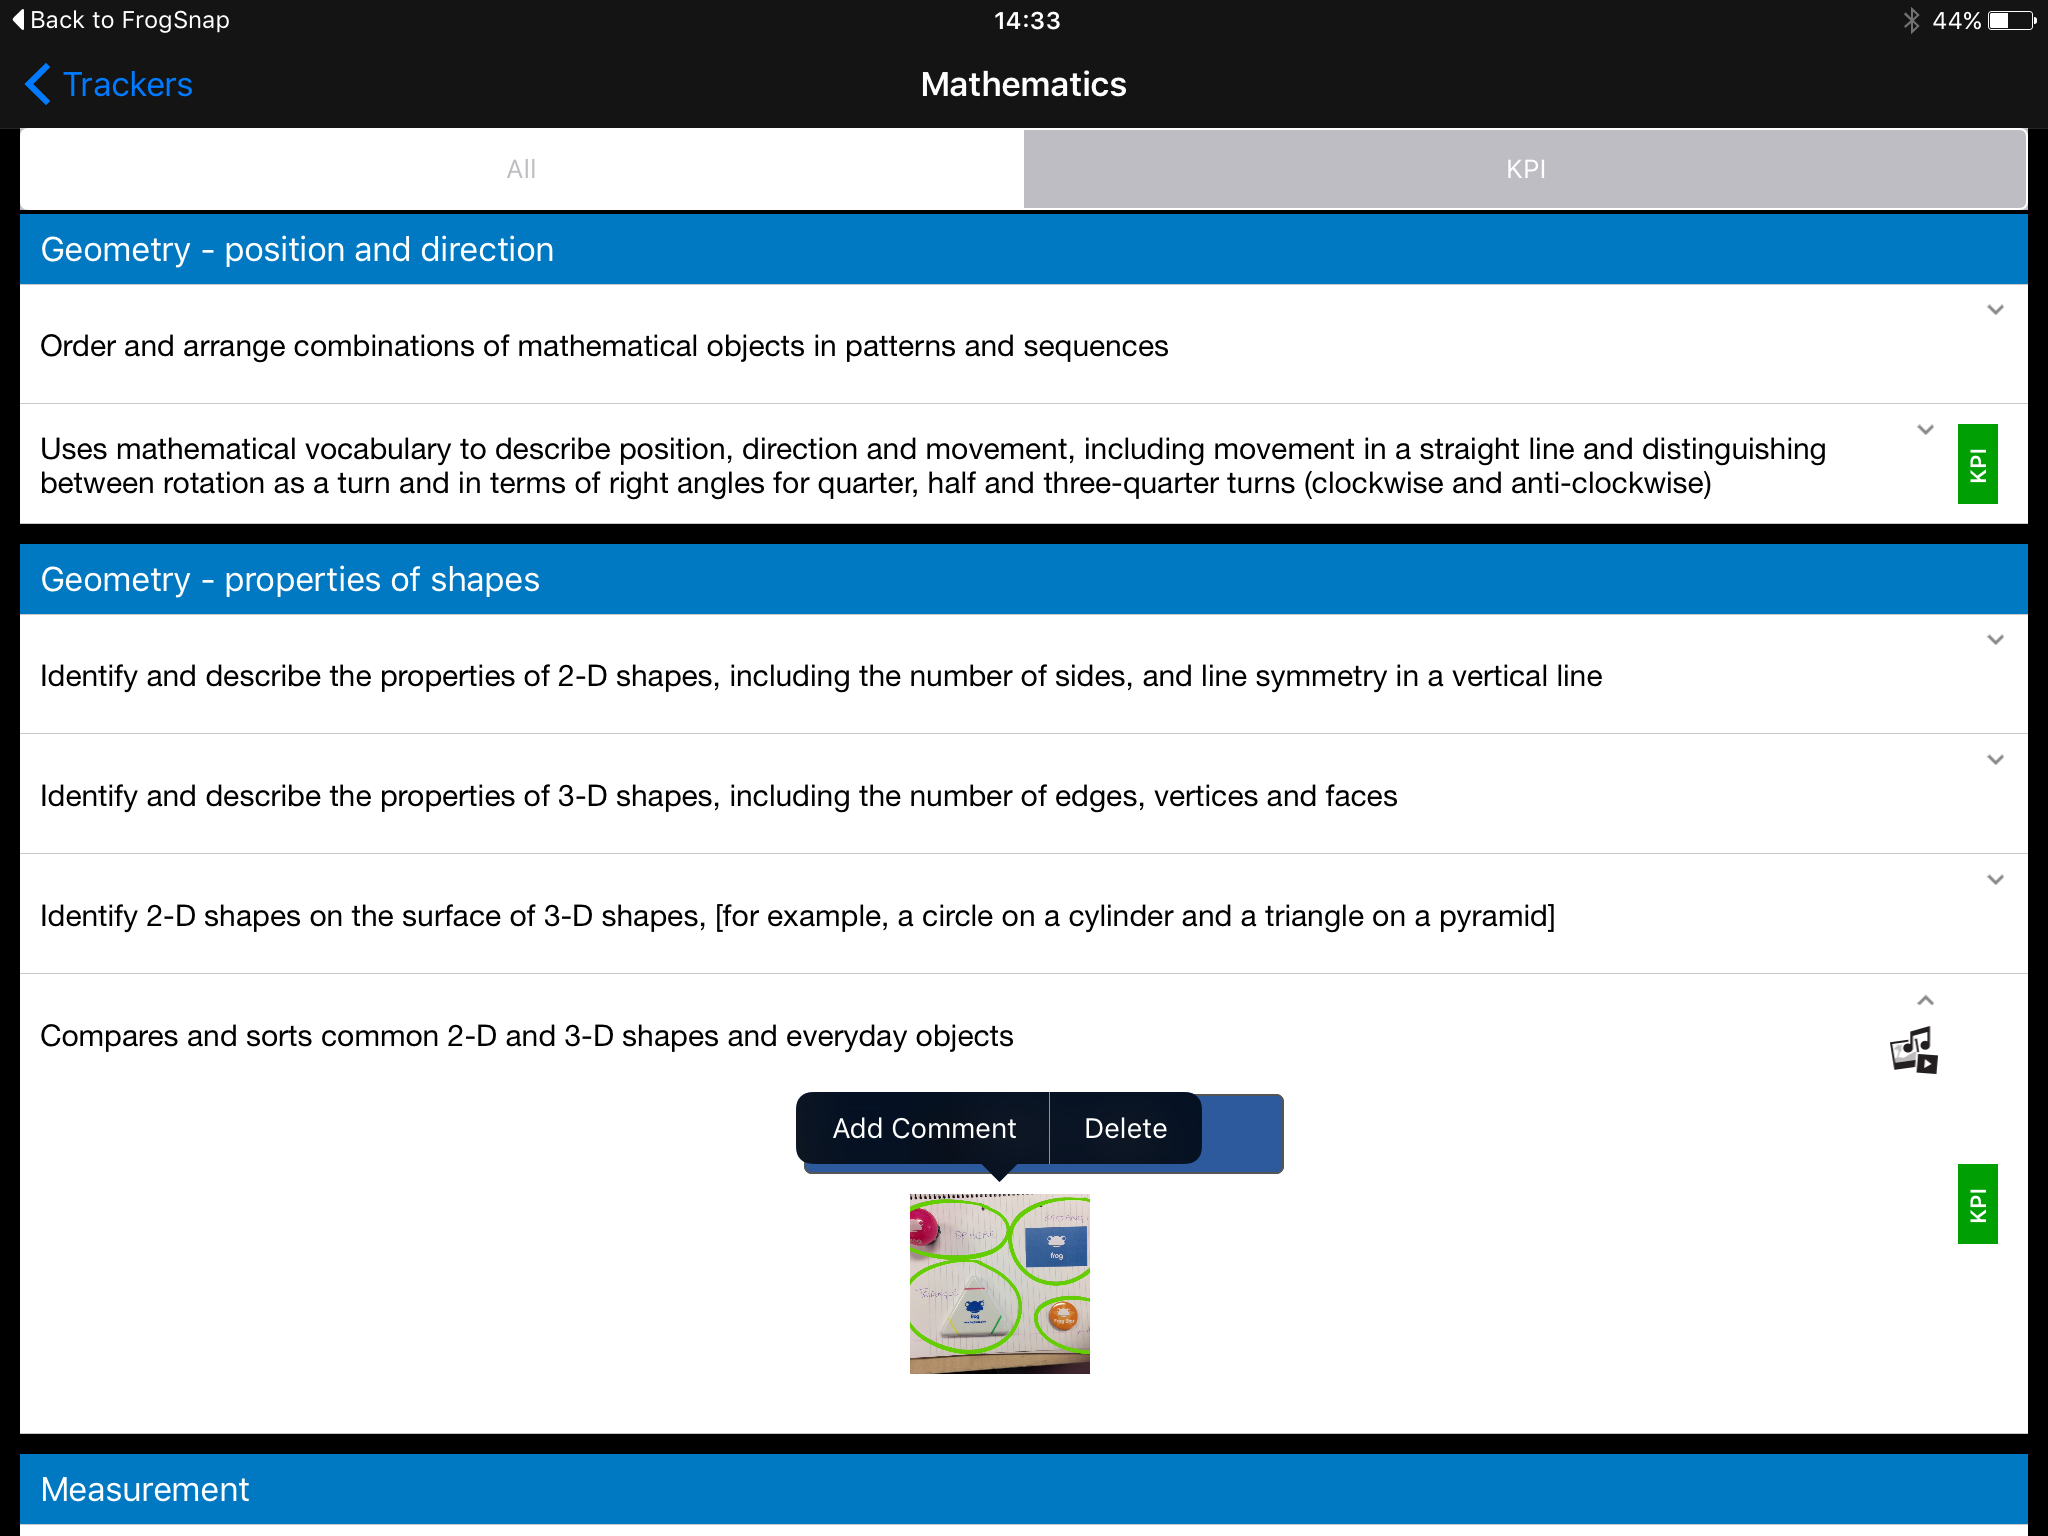 Back to FrogSnap
14:33
44%
Trackers
Mathematics
All
KPI
Geometry - position and direction
Order and arrange combinations of mathematical objects in patterns and sequences
Uses mathematical vocabulary to describe position, direction and movement, including movement in a straight line and distinguishing
between rotation as a turn and in terms of right angles for quarter, half and three-quarter turns (clockwise and anti-clockwise)
KPI
Geometry - properties of shapes
Identify and describe the properties of 2-D shapes, including the number of sides, and line symmetry in a vertical line
Identify and describe the properties of 3-D shapes, including the number of edges, vertices and faces
Identify 2-D shapes on the surface of 3-D shapes, [for example, a circle on a cylinder and a triangle on a pyramid]
Compares and sorts common 2-D and 3-D shapes and everyday objects
Add Comment
Delete
KPI
frog
frog
Measurement